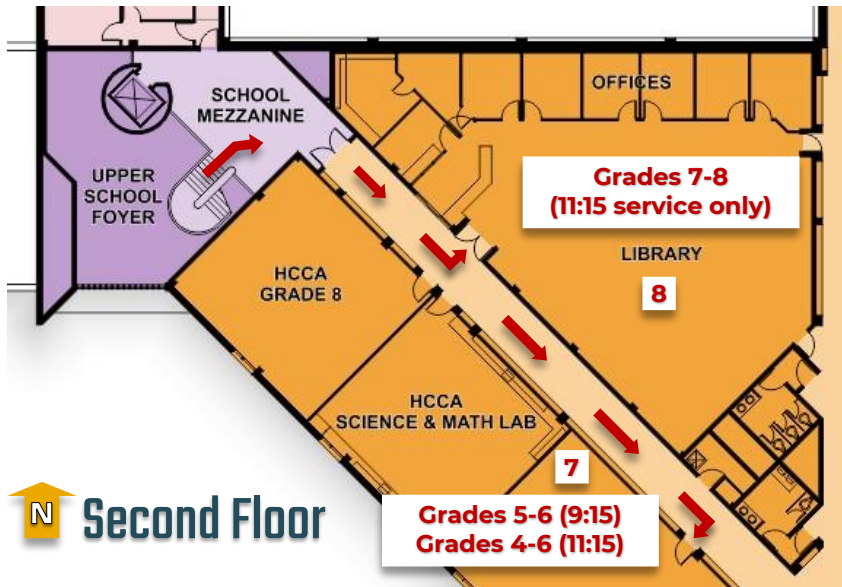 OFFICES
SCHOOL
MEZZANINE
UPPER
SCHOOL
FOYER
Grades 7-8
(11:15 service only)
LIBRARY
8
HCCA
GRADE 8
HCCA
SCIENCE & MATH LAB
7
Grades 5-6 (9:15)
Grades 4-6 (11:15)
N
Second Floor